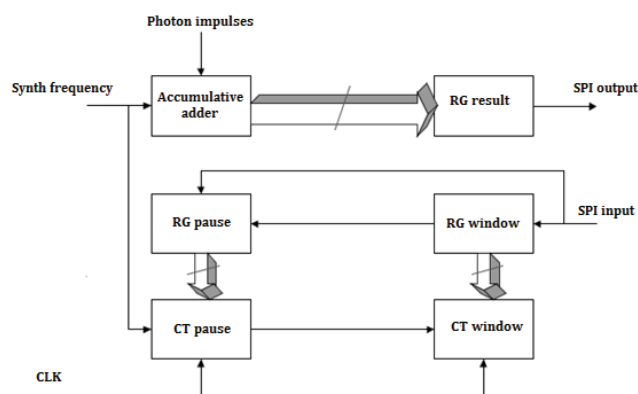 Photon impulses
Synth frequency
Accumulative
adder
RG result
SPI output
RG pause
RG window
SPI input
CT pause
CT window
CLK